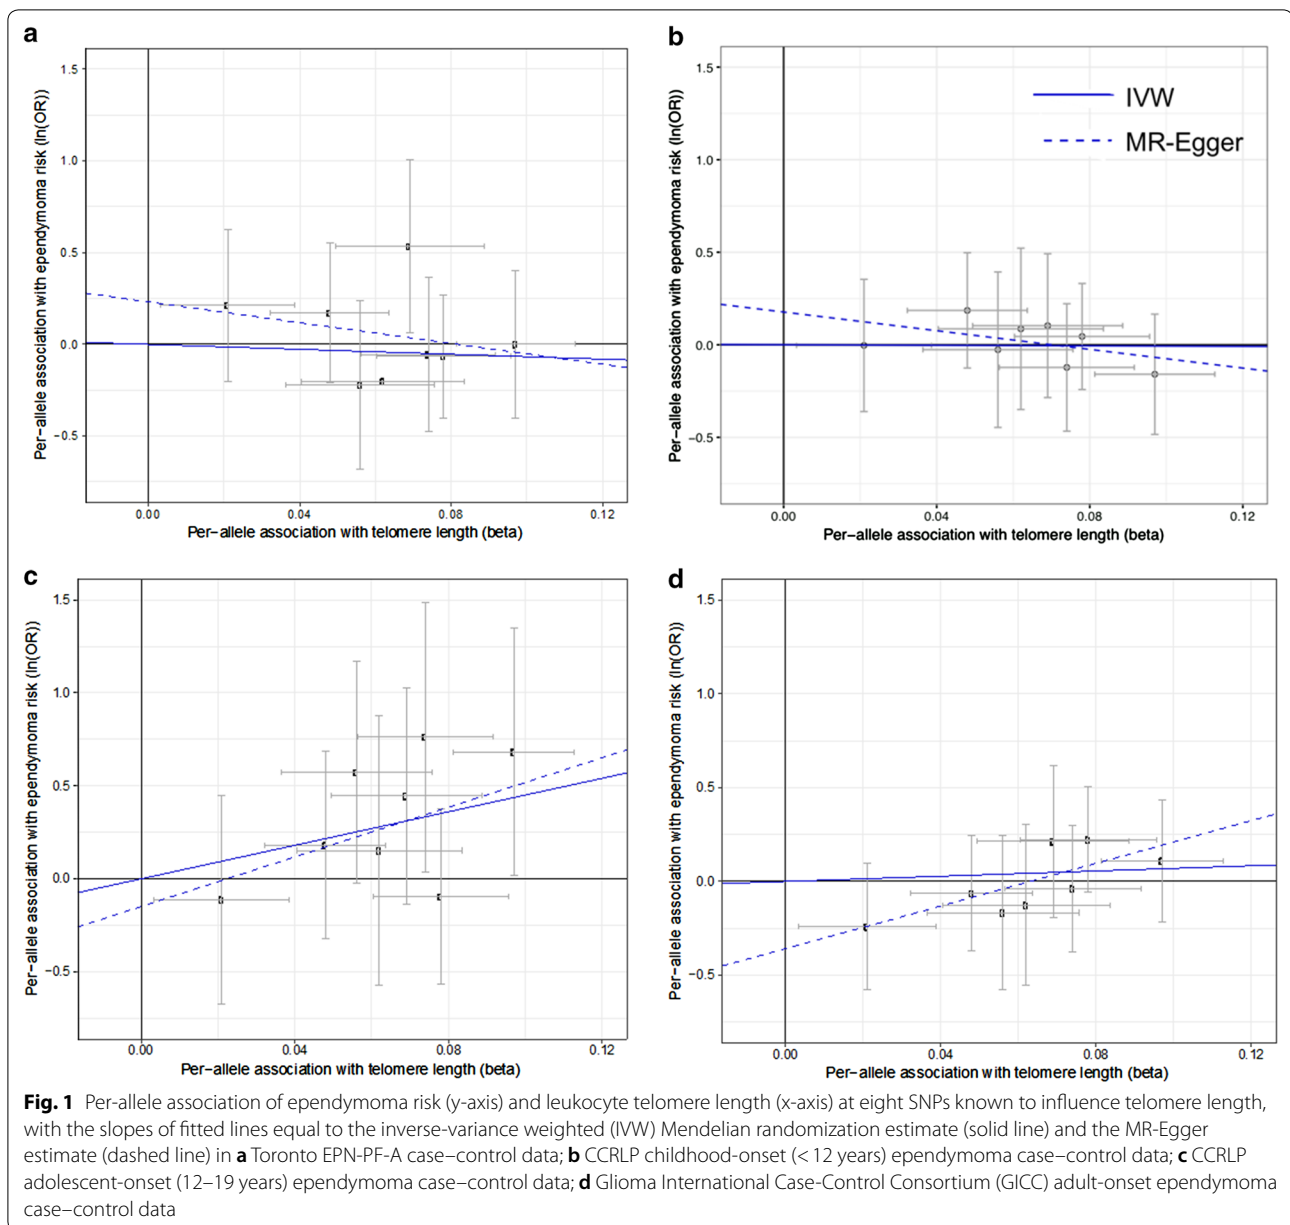 a
Per-allele association with ependymoma risk (ln(OR))
1.5
1.0
0.5
0.0
−0.5
0.00 0.04 0.08 0.12
Per−allele association with telomere length (beta)
b
Per-allele association with ependymoma risk (ln(OR))
1.5
1.0
0.5
0.0
−0.5
IVW
MR-Egger
0.00 0.04 0.08 0.12
Per−allele association with telomere length (beta)
c
Per-allele association with ependymoma risk (ln(OR))
1.5
1.0
0.5
0.0
−0.5
0.00 0.04 0.08 0.12
Per−allele association with telomere length (beta)
d
Per-allele association with ependymoma risk (ln(OR))
1.5
1.0
0.5
0.0
−0.5
0.00 0.04 0.08 0.12
Per−allele association with telomere length (beta)
Fig. 1 Per-allele association of ependymoma risk (y-axis) and leukocyte telomere length (x-axis) at eight SNPs known to influence telomere length,
with the slopes of fitted lines equal to the inverse-variance weighted (IVW) Mendelian randomization estimate (solid line) and the MR-Egger
estimate (dashed line) in a Toronto EPN-PF-A case–control data; b CCRLP childhood-onset (< 12 years) ependymoma case–control data; c CCRLP
adolescent-onset (12–19 years) ependymoma case–control data; d Glioma International Case-Control Consortium (GICC) adult-onset ependymoma
case–control data